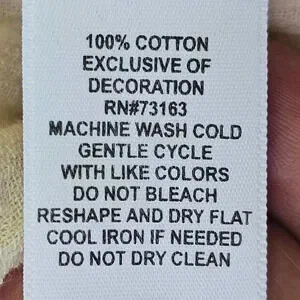 100% COTTON
EXCLUSIVE OF
DECORATION
RN#73163
MACHINE WASH COLD
GENTLE CYCLE
WITH LIKE COLORS
DO NOT BLEACH
RESHAPE AND DRY FLAT
COOL IRON IF NEEDED
DO NOT DRY CLEAN